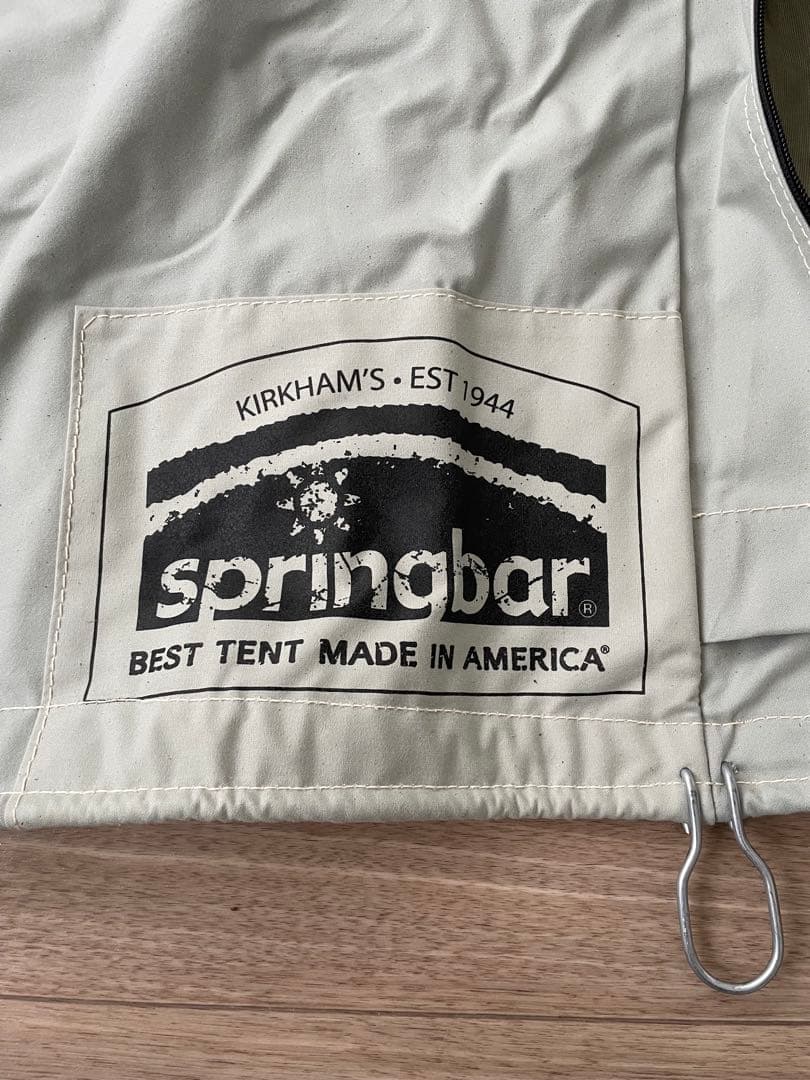 KIRKHAM'S • EST 1944
springbar®
BEST TENT MADE IN AMERICA®